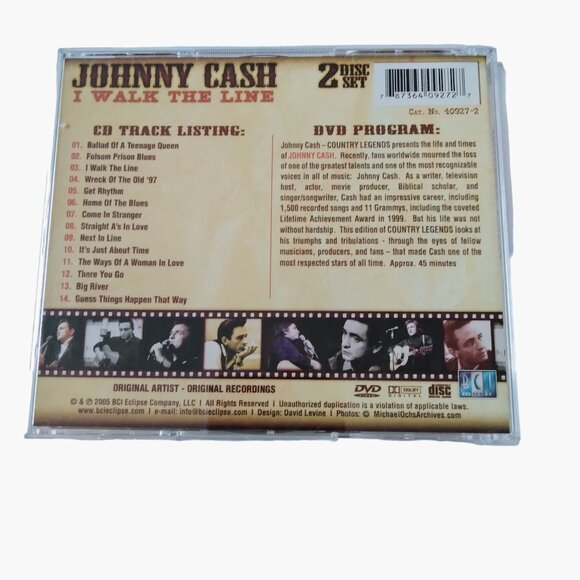 JOHNNY CASH
I WALK THE LINE
2 DISC SET
7 87364 09272 7
CAT. NO. 40927-2
CD TRACK LISTING:
01. Ballad Of A Teenage Queen
02. Folsom Prison Blues
03. I Walk The Line
04. Wreck Of The Old '97
05. Get Rhythm
06. Home Of The Blues
07. Come In Stranger
08. Straight A's In Love
09. Next In Line
10. It's Just About Time
11. The Ways Of A Woman In Love
12. There You Go
13. Big River
14. Guess Things Happen That Way
DVD PROGRAM:
Johnny Cash – COUNTRY LEGENDS presents the life and times
of JOHNNY CASH. Recently, fans worldwide mourned the loss
of one of the greatest talents and one of the most recognizable
voices in all of music: Johnny Cash. As a writer, television
host, actor, movie producer, Biblical scholar, and
singer/songwriter, Cash had an impressive career, including
1,500 recorded songs and 11 Grammys, including the coveted
Lifetime Achievement Award in 1999. But his life was not
without hardship. This edition of COUNTRY LEGENDS looks at
his triumphs and tribulations - through the eyes of fellow
musicians, producers, and fans – that made Cash one of the
most respected stars of all time. Approx. 45 minutes
ORIGINAL ARTIST - ORIGINAL RECORDINGS
DVD VIDEO
DOLBY DIGITAL
disc
BCI
© & ℗ 2005 BCI Eclipse Company, LLC / All Rights Reserved / Unauthorized duplication is a violation of applicable laws.
www.bcieclipse.com / e-mail: info@bcieclipse.com / Design: David Levine / Photos: © MichaelOchsArchives.com